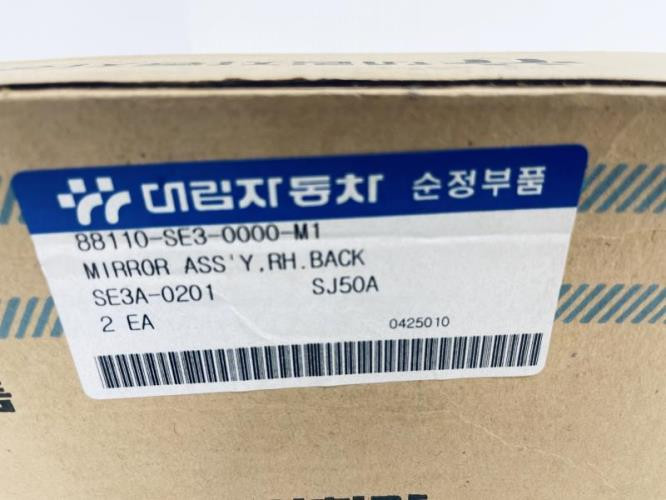 대림자동차 순정부품
88110-SE3-0000-M1
MIRROR ASS'Y,RH.BACK
SE3A-0201 SJ50A
2 EA 0425010